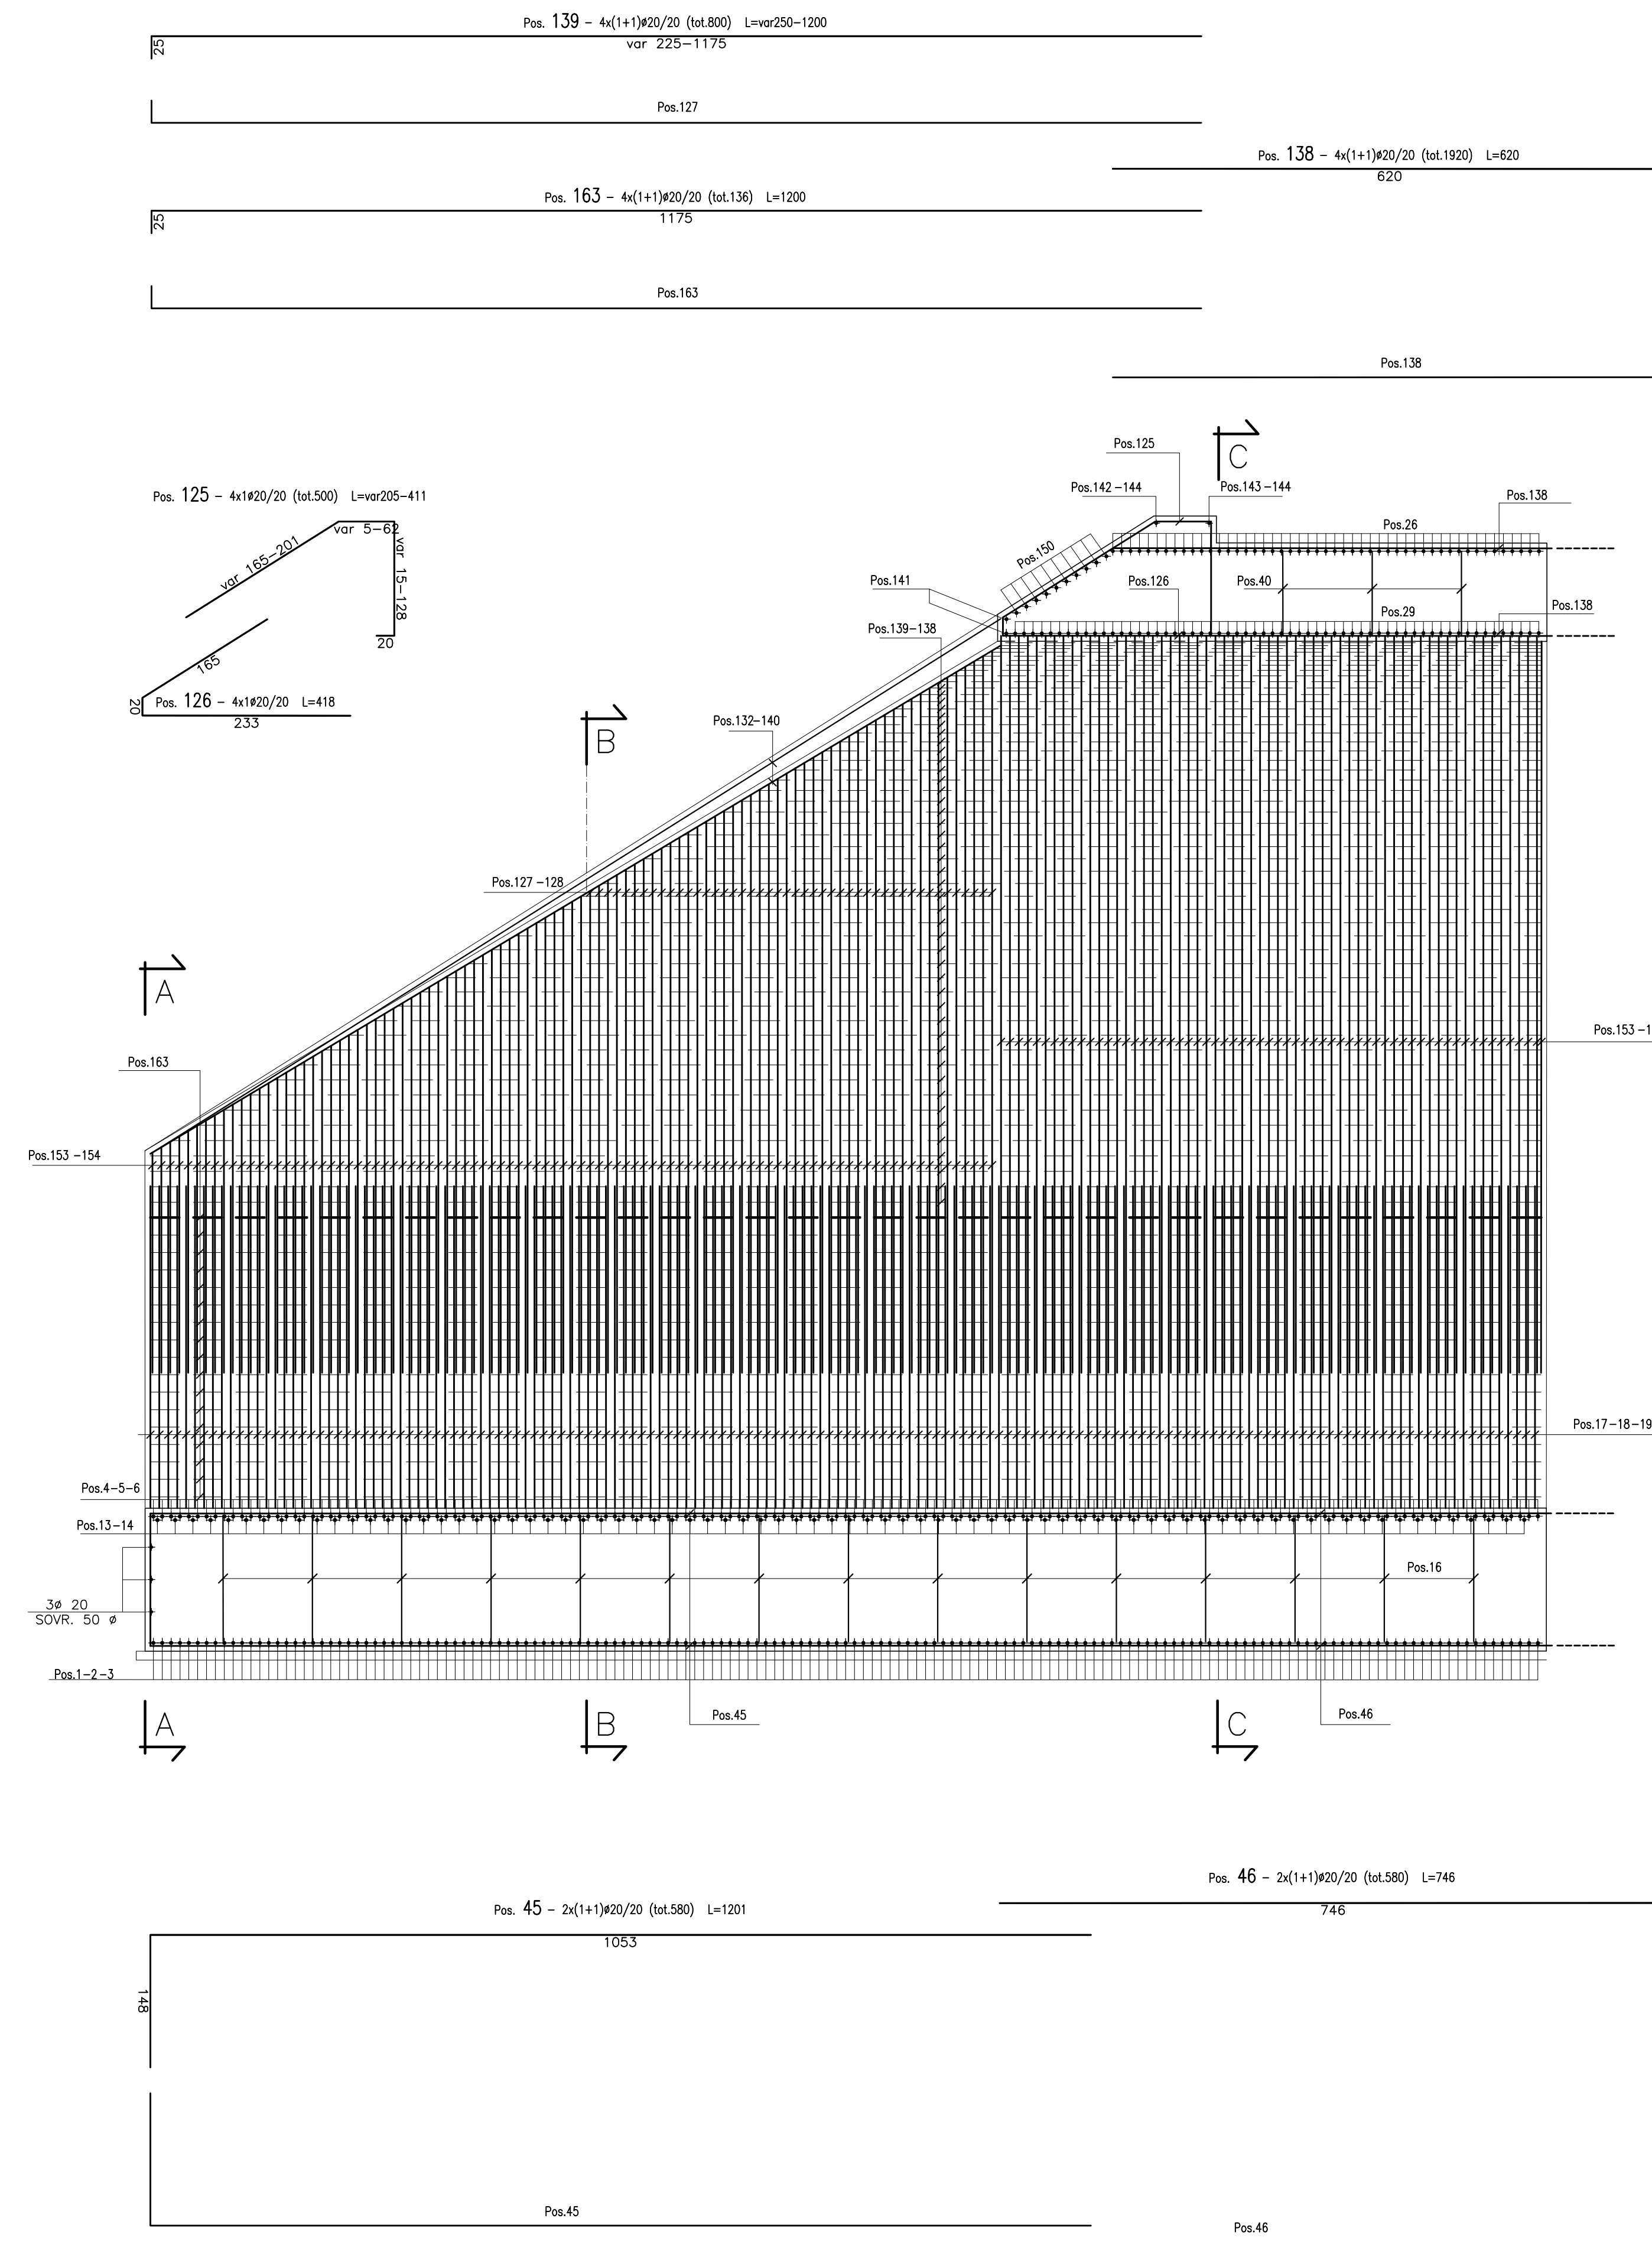 Pos. 139 - 4x(1+1)ø20/20 (tot.800) L=var250-1200
25
var 225-1175
Pos.127
Pos. 138 - 4x(1+1)ø20/20 (tot.1920) L=620
620
Pos. 163 - 4x(1+1)ø20/20 (tot.136) L=1200
25
1175
Pos.163
Pos.138
C
Pos.125
Pos.142-144
Pos.143-144
Pos.138
Pos.26
Pos. 125 - 4x1ø20/20 (tot.500) L=var205-411
var 5-62
var 165-201
var 15-128
20
Pos.150
Pos.141
Pos.126
Pos.40
Pos.29
Pos.138
Pos.139-138
165
20
Pos. 126 - 4x1ø20/20 L=418
233
B
Pos.132-140
Pos.127-128
A
Pos.153-1
Pos.163
Pos.153-154
Pos.17-18-19
Pos.4-5-6
Pos.13-14
Pos.16
3ø 20
SOVR. 50 ø
Pos.1-2-3
A
B
C
Pos.45
Pos.46
Pos. 46 - 2x(1+1)ø20/20 (tot.580) L=746
746
Pos. 45 - 2x(1+1)ø20/20 (tot.580) L=1201
1053
148
Pos.45
Pos.46